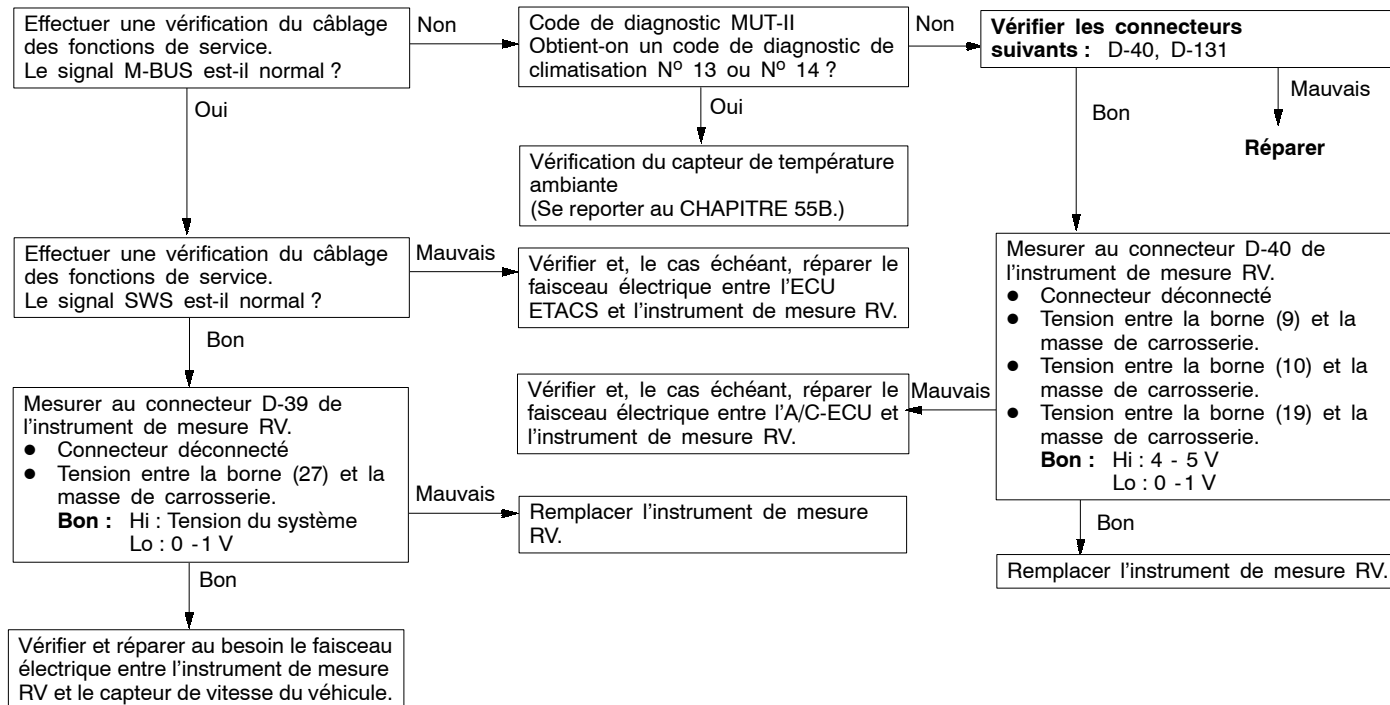 Effectuer une vérification du câblage
des fonctions de service.
Le signal M-BUS est-il normal ?
Non
Code de diagnostic MUT-II
Obtient-on un code de diagnostic de
climatisation Nº 13 ou Nº 14 ?
Non
Vérifier les connecteurs
suivants : D-40, D-131
Oui
Oui
Bon
Mauvais
Réparer
Vérification du capteur de température
ambiante
(Se reporter au CHAPITRE 55B.)
Effectuer une vérification du câblage
des fonctions de service.
Le signal SWS est-il normal ?
Mauvais
Vérifier et, le cas échéant, réparer le
faisceau électrique entre l'ECU
ETACS et l'instrument de mesure RV.
Mesurer au connecteur D-40 de
l'instrument de mesure RV.
● Connecteur déconnecté
● Tension entre la borne (9) et la
masse de carrosserie.
● Tension entre la borne (10) et la
masse de carrosserie.
● Tension entre la borne (19) et la
masse de carrosserie.
Bon : Hi : 4 - 5 V
Lo : 0 -1 V
Bon
Mauvais
Vérifier et, le cas échéant, réparer le
faisceau électrique entre l'A/C-ECU et
l'instrument de mesure RV.
Mesurer au connecteur D-39 de
l'instrument de mesure RV.
● Connecteur déconnecté
● Tension entre la borne (27) et la
masse de carrosserie.
Bon : Hi : Tension du système
Lo : 0 -1 V
Mauvais
Remplacer l'instrument de mesure
RV.
Bon
Remplacer l'instrument de mesure RV.
Bon
Vérifier et réparer au besoin le faisceau
électrique entre l'instrument de mesure
RV et le capteur de vitesse du véhicule.